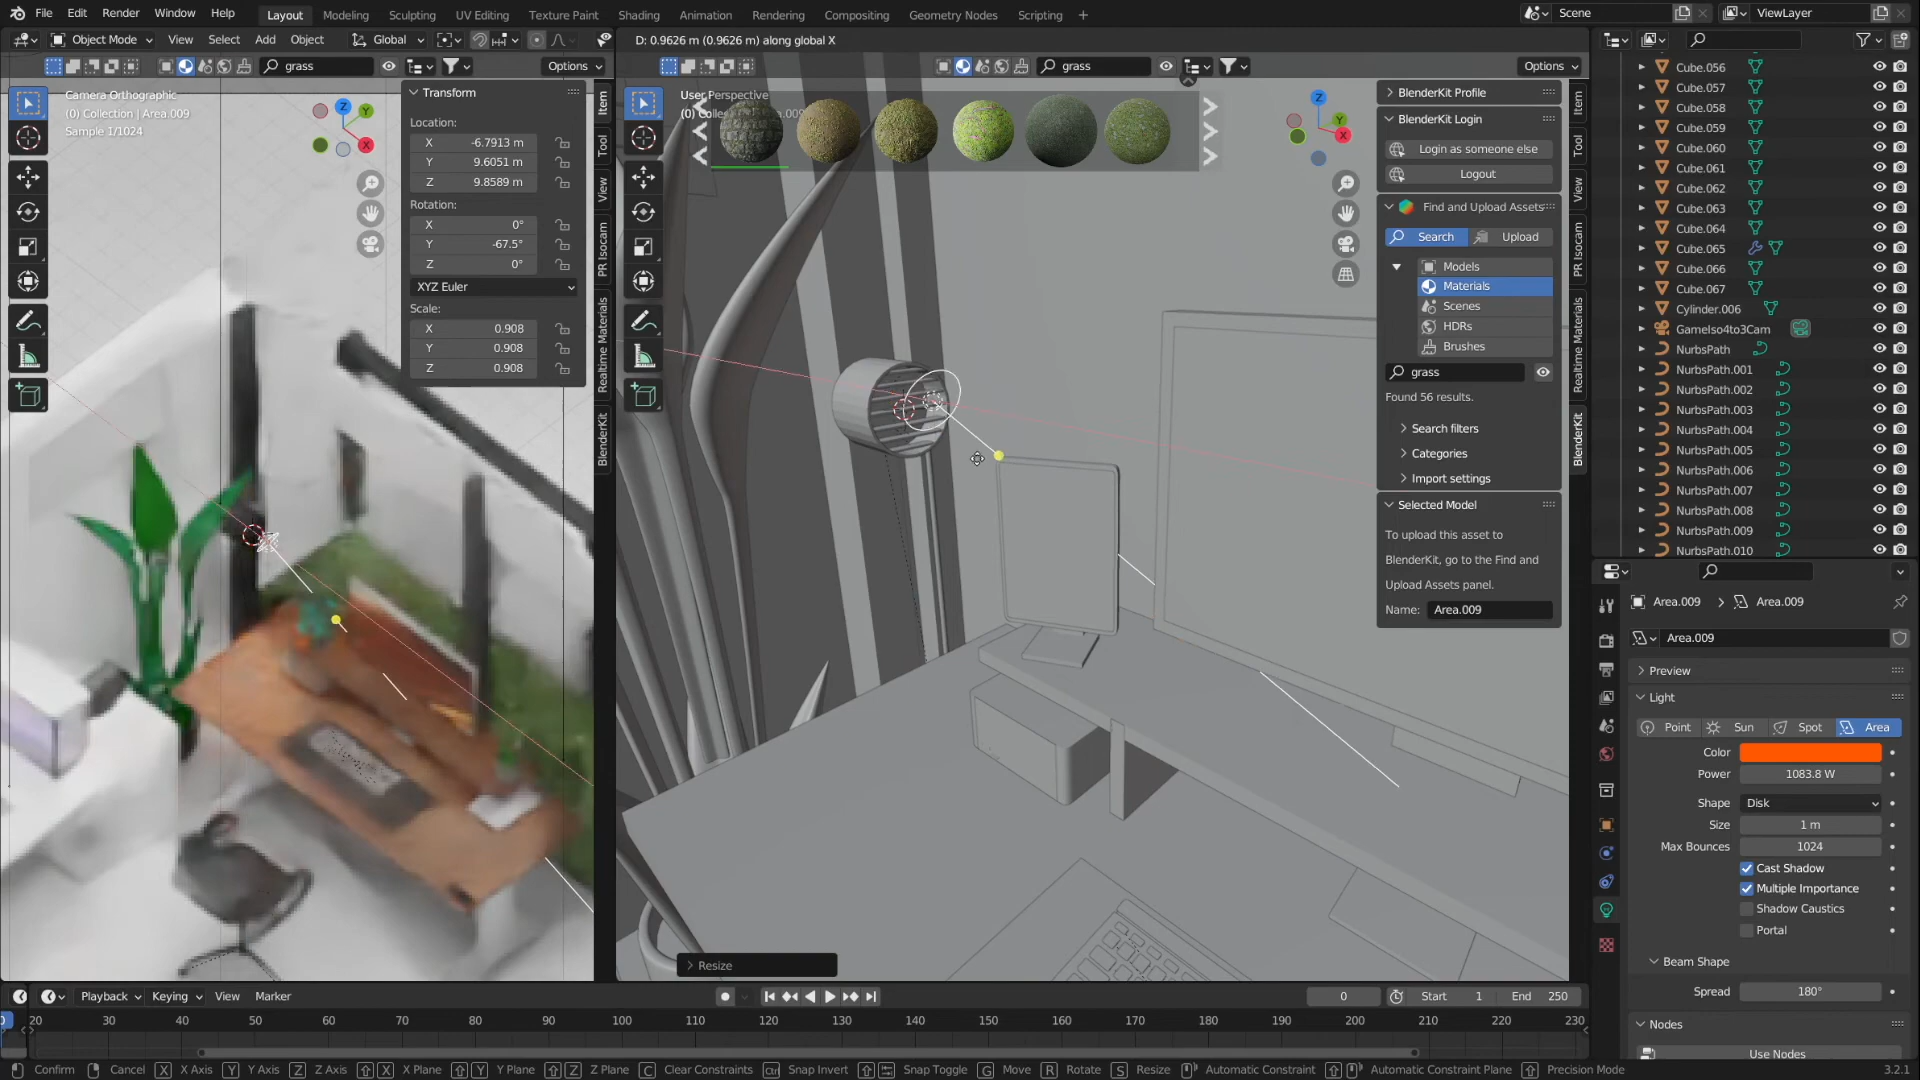 File Edit Render Window Help Layout Modeling Sculpting UV Editing Texture Paint Shading Animation Rendering Compositing Geometry Nodes Scripting + Scene ViewLayer
Object Mode View Select Add Object Global D: 0.9626 m (0.9626 m) along global X
grass Options grass Options
Camera Orthographic
(0) Collection | Area.009
Sample 1/1024
Transform
Location:
X -6.7913 m
Y 9.6051 m
Z 9.8589 m
Rotation:
X 0°
Y -67.5°
Z 0°
XYZ Euler
Scale:
X 0.908
Y 0.908
Z 0.908
Item
Tool
View
PR Isocam
Realtime Materials
BlenderKit
User Perspective
BlenderKit Profile
BlenderKit Login
Login as someone else
Logout
Find and Upload Assets
Search Upload
Models
Materials
Scenes
HDRs
Brushes
grass
Found 56 results.
Search filters
Categories
Import settings
Selected Model
To upload this asset to
BlenderKit, go to the Find and
Upload Assets panel.
Name: Area.009
Item
Tool
View
PR Isocam
Realtime Materials
BlenderKit
Resize
Cube.056
Cube.057
Cube.058
Cube.059
Cube.060
Cube.061
Cube.062
Cube.063
Cube.064
Cube.065
Cube.066
Cube.067
Cylinder.006
GameIso4to3Cam
NurbsPath
NurbsPath.001
NurbsPath.002
NurbsPath.003
NurbsPath.004
NurbsPath.005
NurbsPath.006
NurbsPath.007
NurbsPath.008
NurbsPath.009
NurbsPath.010
Area.009 Area.009
Area.009
Preview
Light
Point Sun Spot Area
Color
Power 1083.8 W
Shape Disk
Size 1 m
Max Bounces 1024
Cast Shadow
Multiple Importance
Shadow Caustics
Portal
Beam Shape
Spread 180°
Nodes
Use Nodes
Playback Keying View Marker 0 Start 1 End 250
20 30 40 50 60 70 80 90 100 110 120 130 140 150 160 170 180 190 200 210 220 230
Confirm Cancel X X Axis Y Y Axis Z Z Axis X X Plane Y Y Plane Z Z Plane C Clear Constraints Ctrl Snap Invert Snap Toggle G Move R Rotate S Resize Automatic Constraint Automatic Constraint Plane Precision Mode 3.2.1